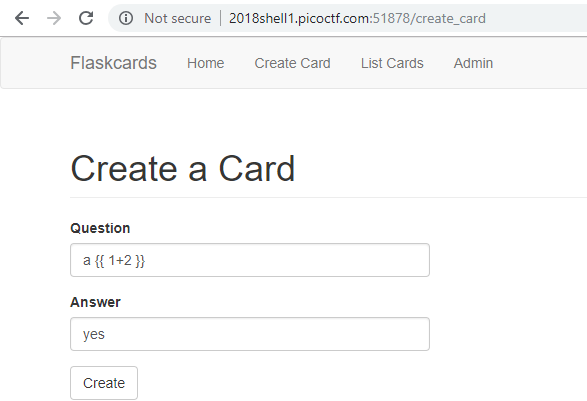 Not secure 2018shell1.picoctf.com:51878/create_card
Flaskcards Home Create Card List Cards Admin
Create a Card
Question
a {{ 1+2 }}
Answer
yes
Create